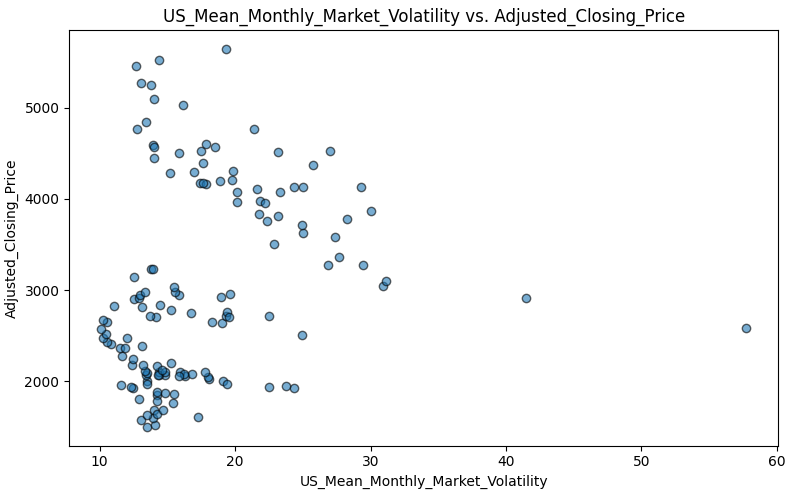 US_Mean_Monthly_Market_Volatility vs. Adjusted_Closing_Price
Adjusted_Closing_Price
5000
4000
3000
2000
10 20 30 40 50 60
US_Mean_Monthly_Market_Volatility